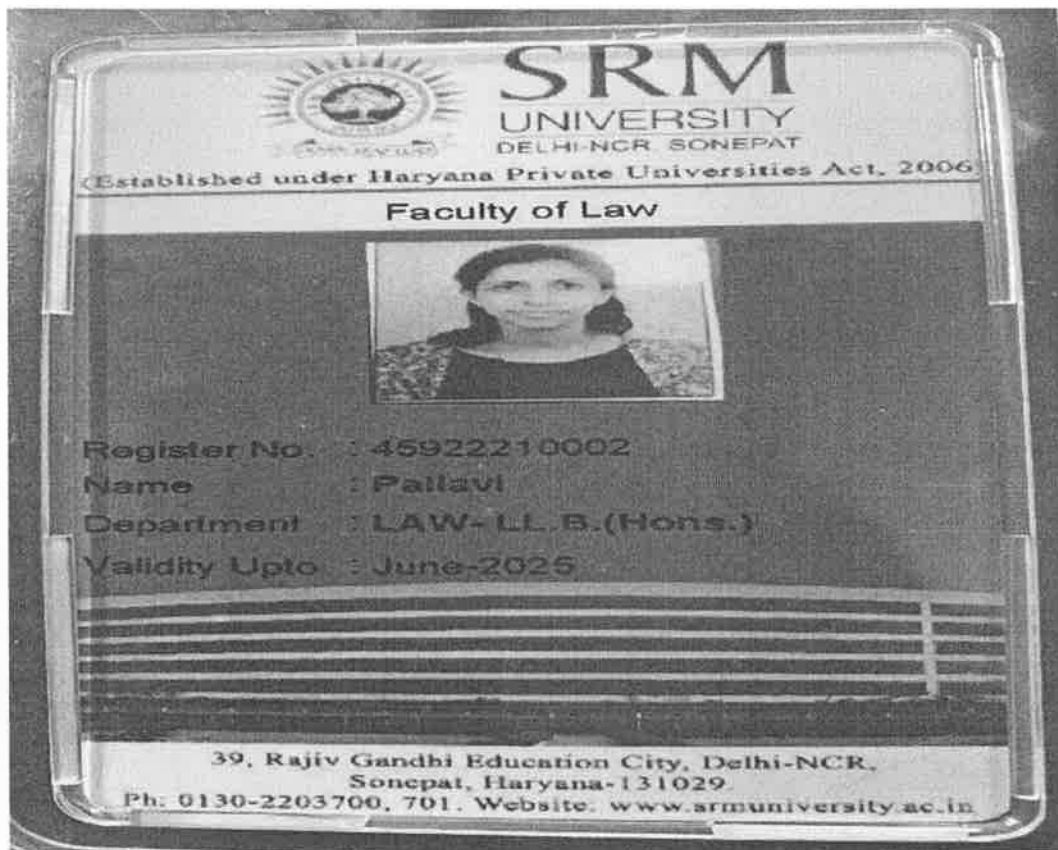 SRM
UNIVERSITY
DELHI-NCR SONEPAT
(Established under Haryana Private Universities Act, 2006
Faculty of Law
Register No. : 45922210002
Name : Pallavi
Department : LAW- LL.B.(Hons.)
Validity Upto : June-2025
39, Rajiv Gandhi Education City, Delhi-NCR,
Sonepat, Haryana-131029.
Ph: 0130-2203700, 701. Website: www.srmuniversity.ac.in